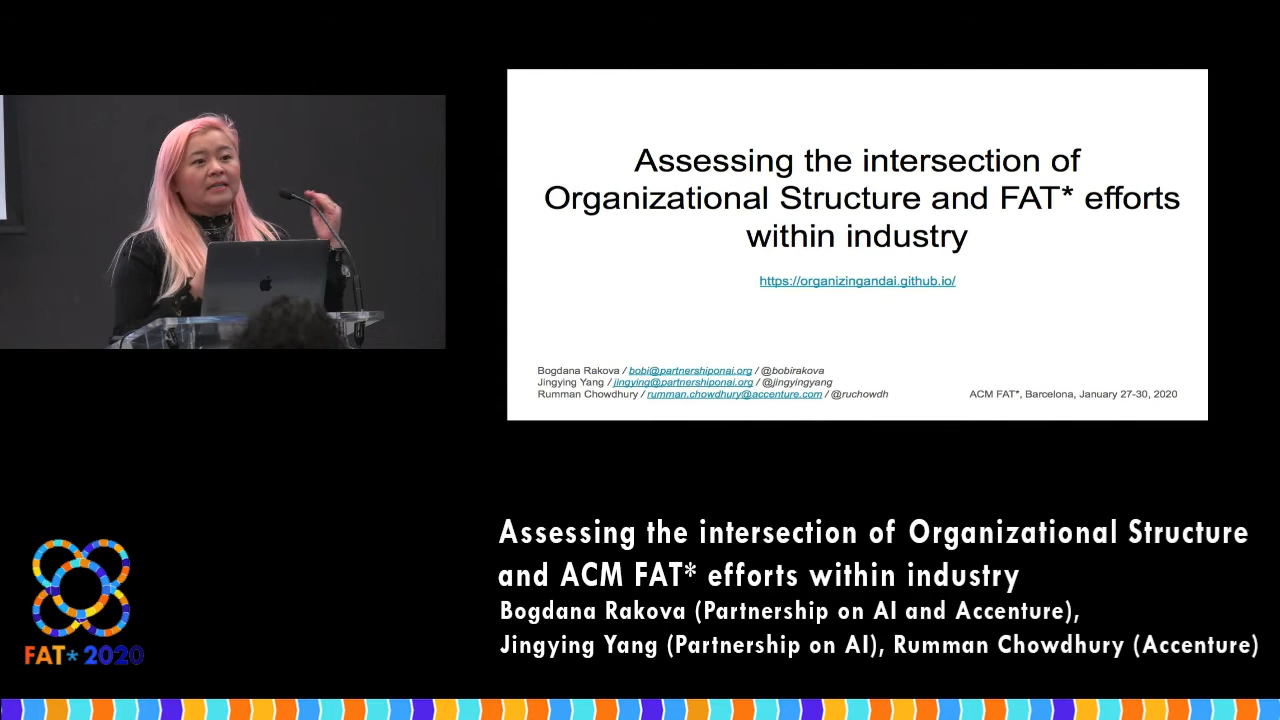 Assessing the intersection of
Organizational Structure and FAT* efforts
within industry
https://organizingandai.github.io/
Bogdana Rakova / bobi@partnershiponai.org / @bobirakova
Jingying Yang / jingying@partnershiponai.org / @jingyingyang
Rumman Chowdhury / rumman.chowdhury@accenture.com / @ruchowdh
ACM FAT*, Barcelona, January 27-30, 2020
Assessing the intersection of Organizational Structure
and ACM FAT* efforts within industry
Bogdana Rakova (Partnership on AI and Accenture),
Jingying Yang (Partnership on AI), Rumman Chowdhury (Accenture)
FAT* 2020